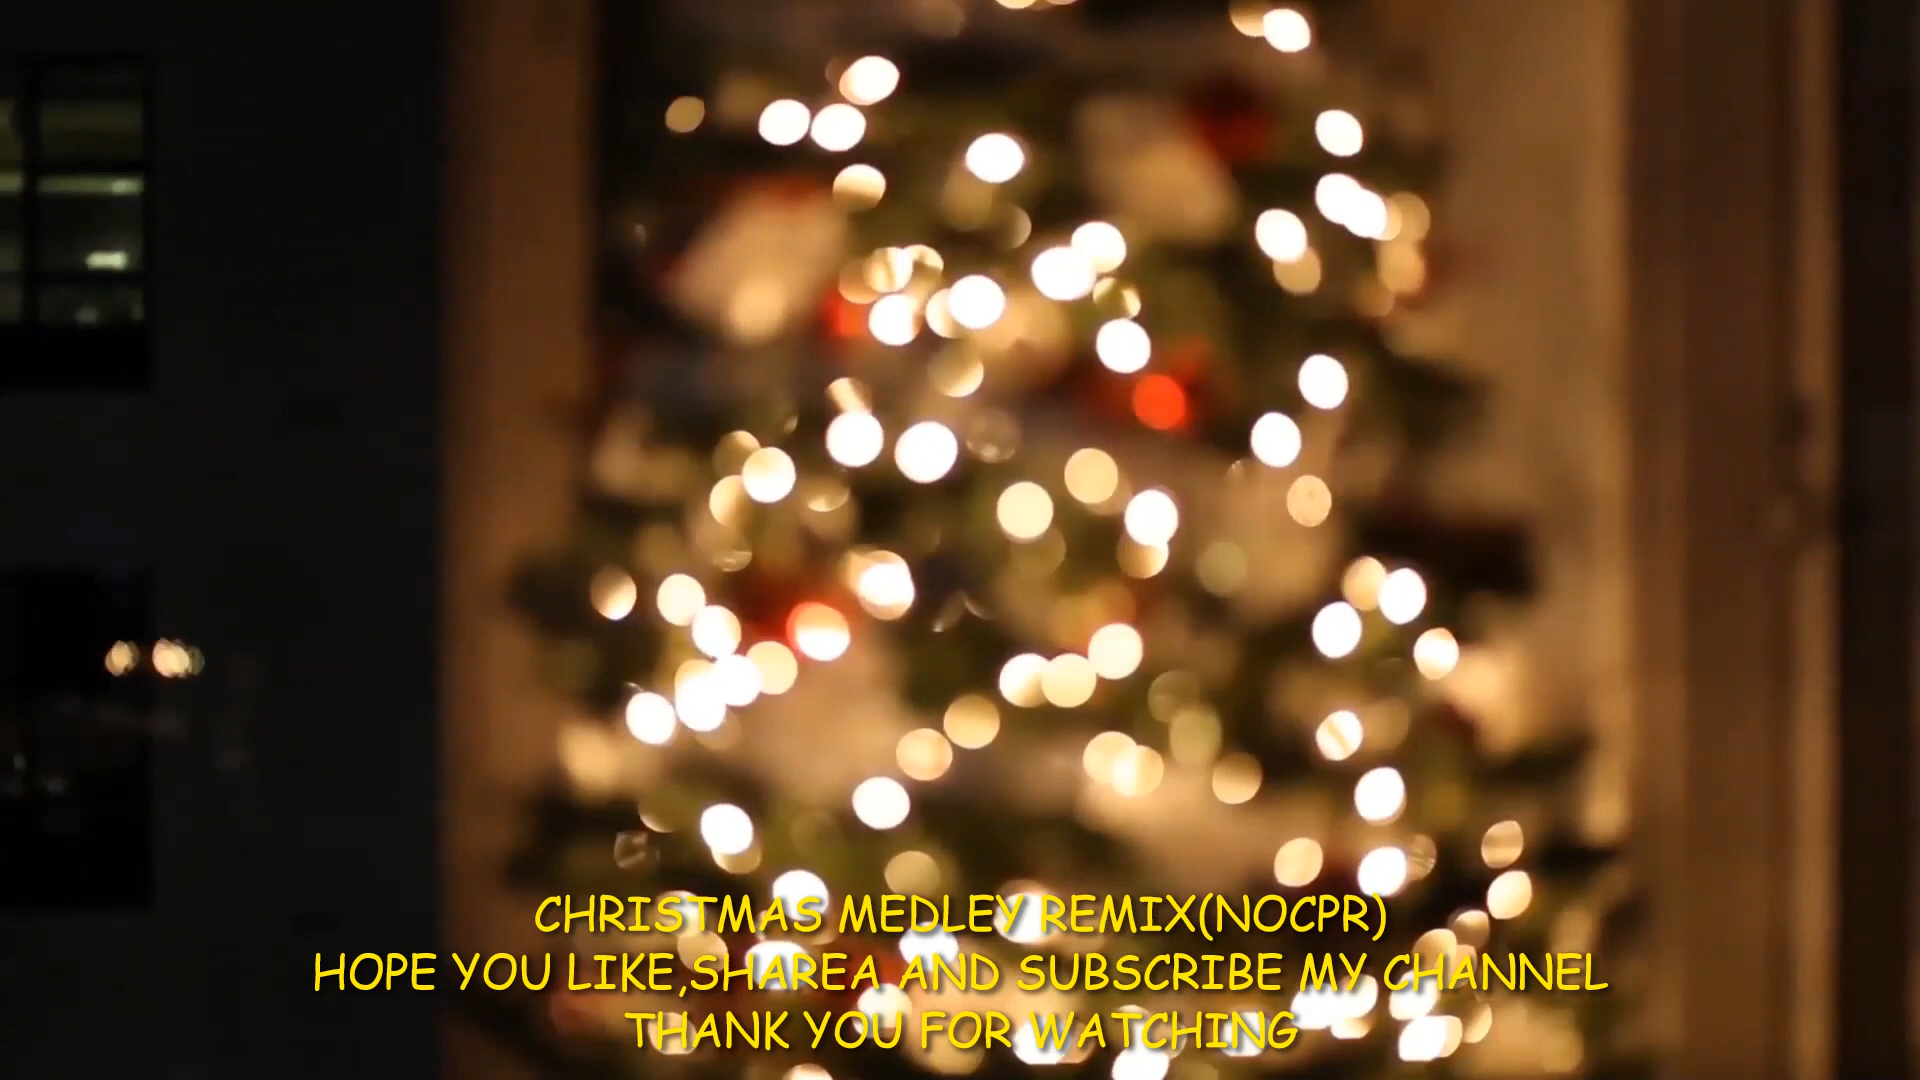 CHRISTMAS MEDLEY REMIX(NOCPR)
HOPE YOU LIKE,SHAREA AND SUBSCRIBE MY CHANNEL
THANK YOU FOR WATCHING